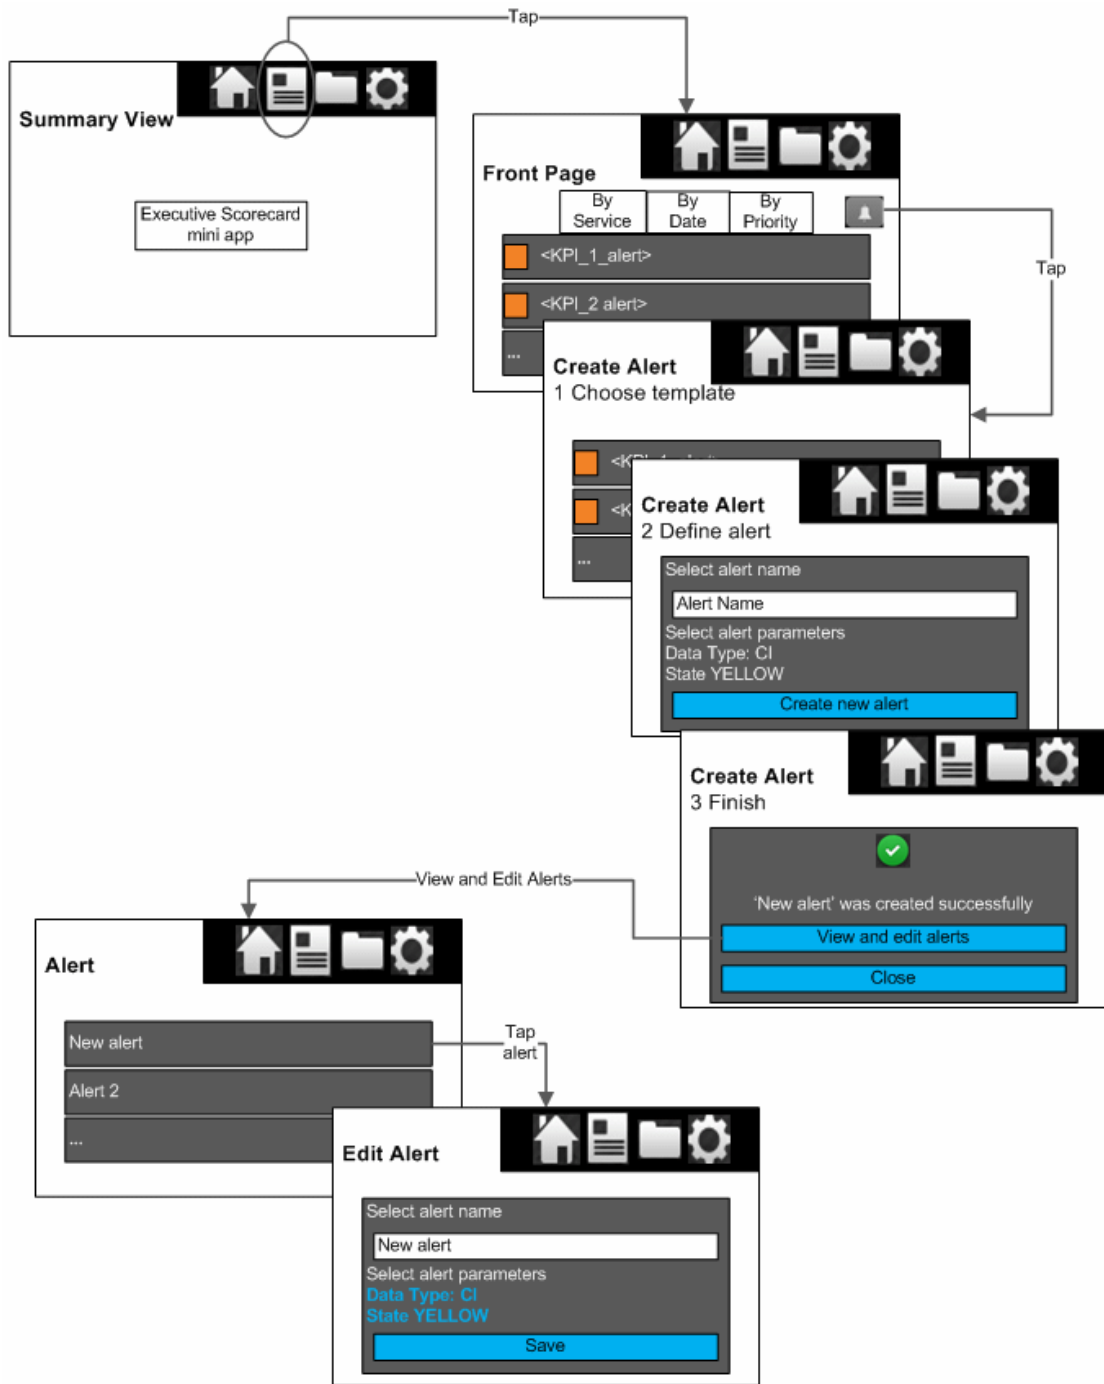 Tap
Summary View
Executive Scorecard
mini app
Front Page
By
Service
By
Date
By
Priority
<KPI_1_alert>
<KPI_2 alert>
...
Tap
Create Alert
1 Choose template
...
Create Alert
2 Define alert
Select alert name
Alert Name
Select alert parameters
Data Type: CI
State YELLOW
Create new alert
Create Alert
3 Finish
'New alert' was created successfully
View and edit alerts
Close
View and Edit Alerts
Alert
New alert
Alert 2
...
Tap
alert
Edit Alert
Select alert name
New alert
Select alert parameters
Data Type: CI
State YELLOW
Save